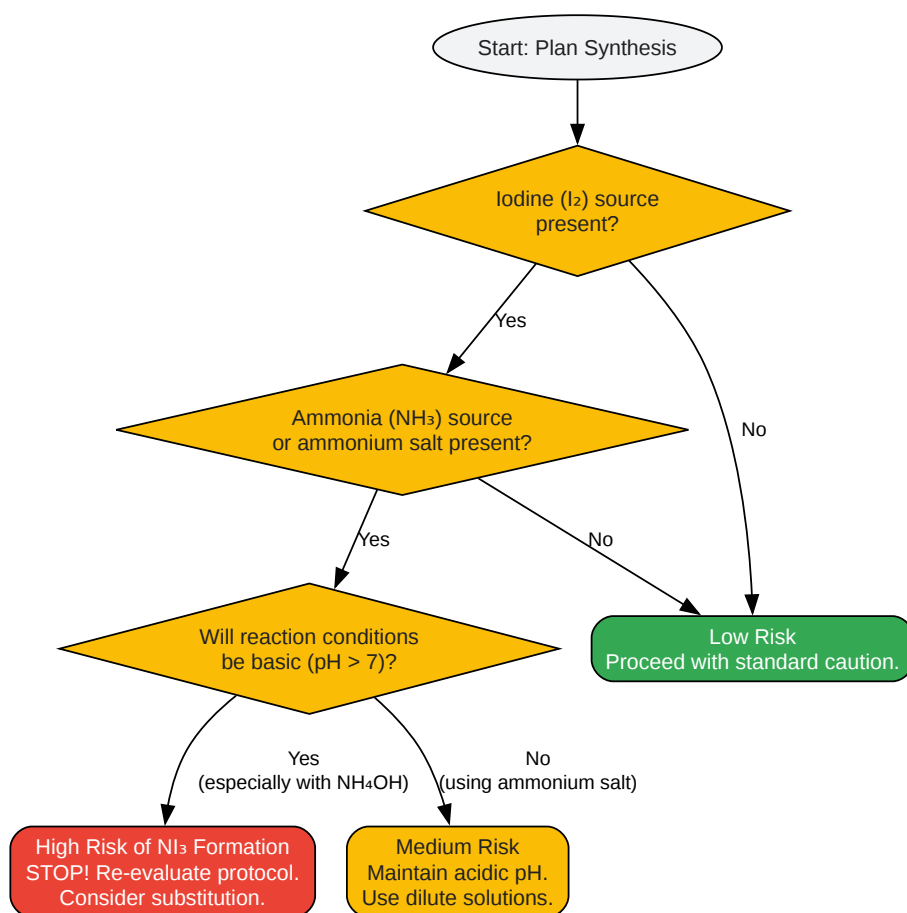 Start: Plan Synthesis
Iodine (I₂) source
present?
Yes
No
Ammonia (NH₃) source
or ammonium salt present?
Yes
No
Will reaction conditions
be basic (pH > 7)?
Low Risk
Proceed with standard caution.
Yes
(especially with NH₄OH)
No
(using ammonium salt)
High Risk of NI₃ Formation
STOP! Re-evaluate protocol.
Consider substitution.
Medium Risk
Maintain acidic pH.
Use dilute solutions.